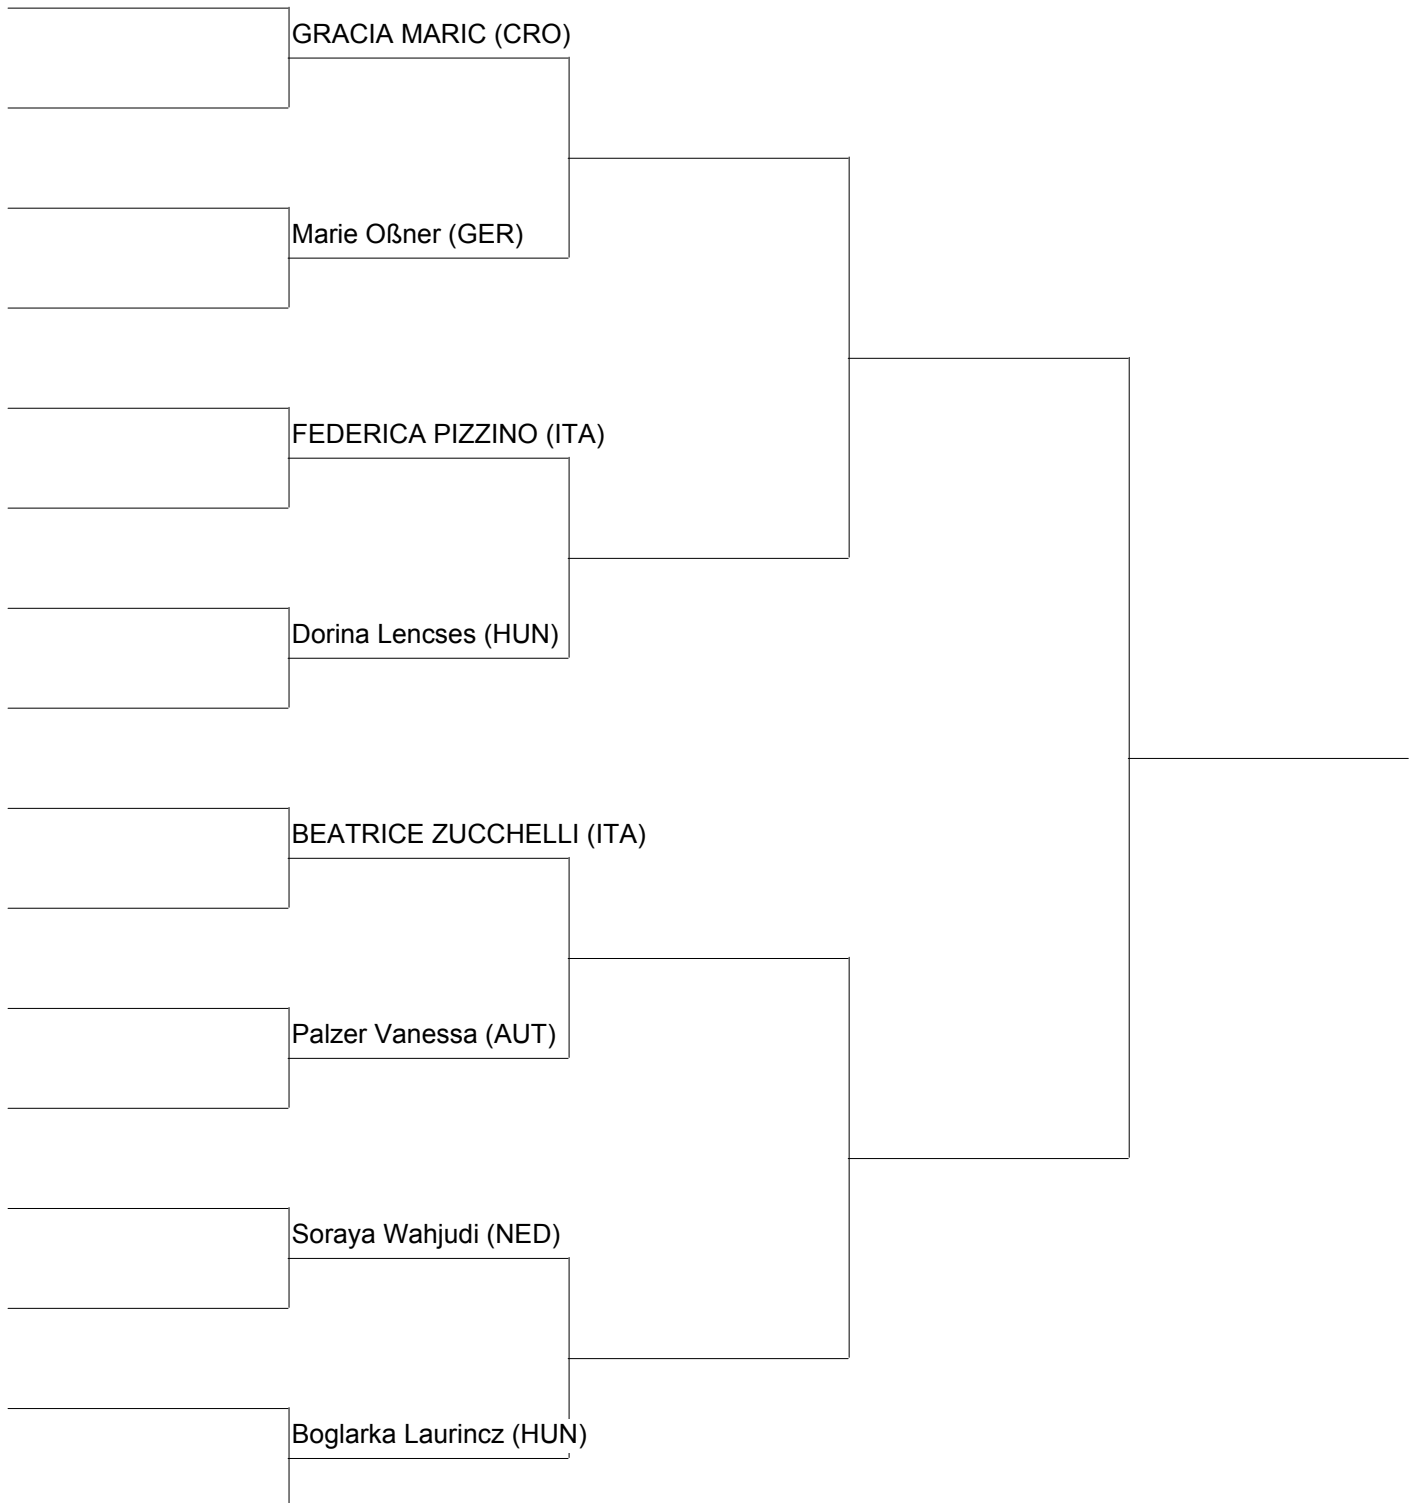 GRACIA MARIC (CRO)
Marie Oßner (GER)
FEDERICA PIZZINO (ITA)
Dorina Lencses (HUN)
BEATRICE ZUCCHELLI (ITA)
Palzer Vanessa (AUT)
Soraya Wahjudi (NED)
Boglarka Laurincz (HUN)